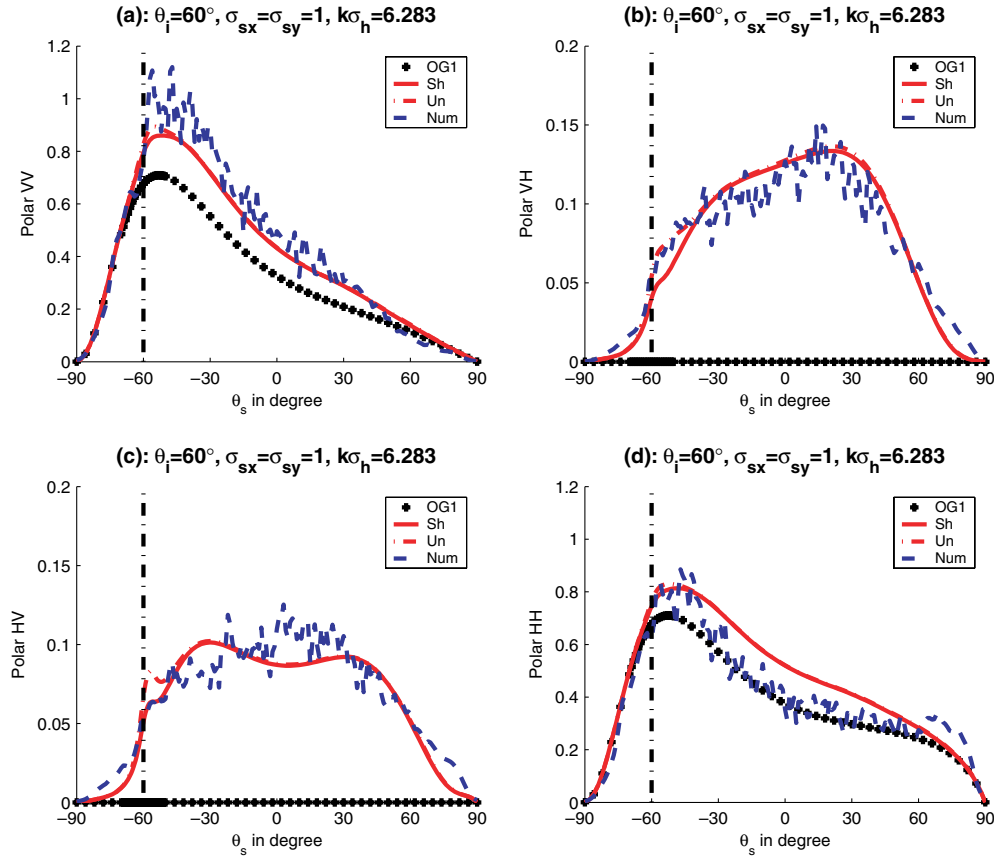 (a): θi=60°, σsx=σsy=1, kσh=6.283
1.2
1
0.8
0.6
0.4
0.2
0
Polar VV
OG1
Sh
Un
Num
−90 −60 −30 0 30 60 90
θs in degree
(b): θi=60°, σsx=σsy=1, kσh=6.283
0.2
0.15
0.1
0.05
0
Polar VH
OG1
Sh
Un
Num
−90 −60 −30 0 30 60 90
θs in degree
(c): θi=60°, σsx=σsy=1, kσh=6.283
0.2
0.15
0.1
0.05
0
Polar HV
OG1
Sh
Un
Num
−90 −60 −30 0 30 60 90
θs in degree
(d): θi=60°, σsx=σsy=1, kσh=6.283
1.2
1
0.8
0.6
0.4
0.2
0
Polar HH
OG1
Sh
Un
Num
−90 −60 −30 0 30 60 90
θs in degree